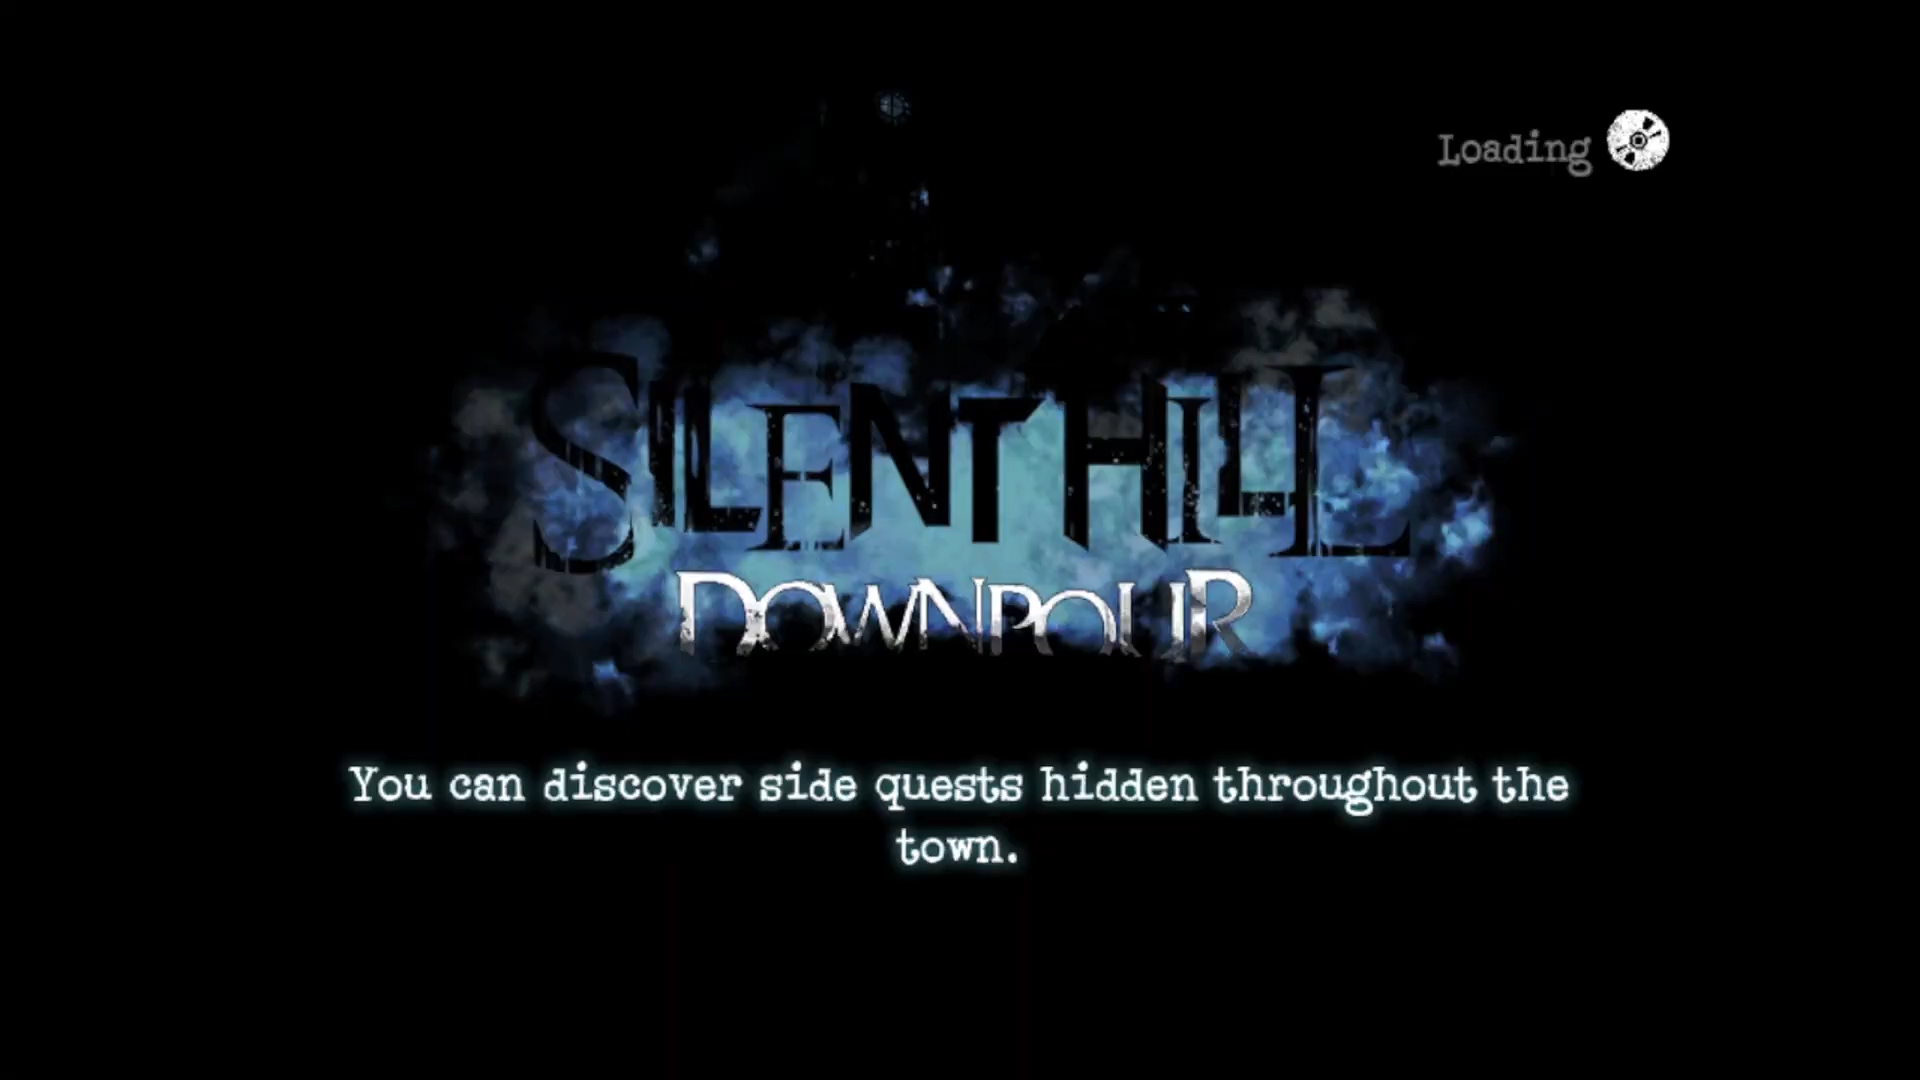 Loading
SILENT HILL
DOWNPOUR
You can discover side quests hidden throughout the
town.